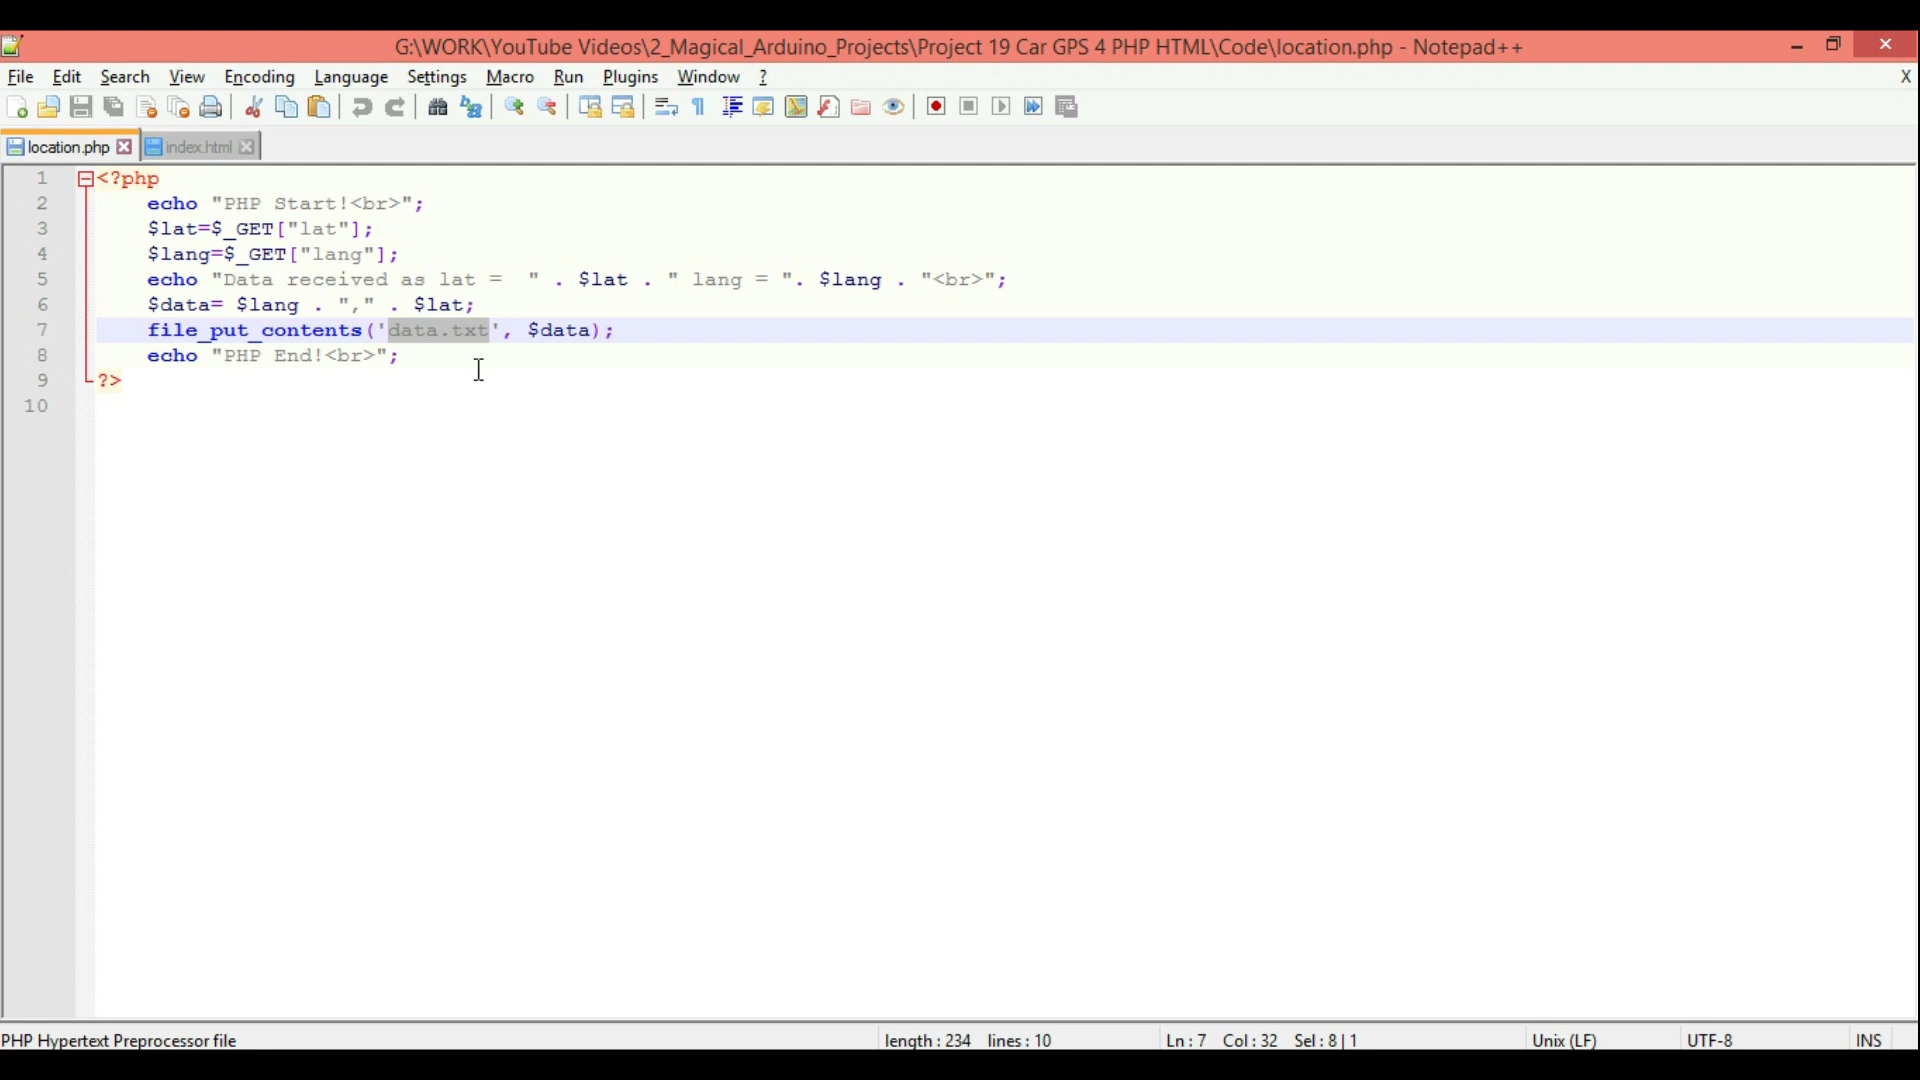 G:\WORK\YouTube Videos\2_Magical_Arduino_Projects\Project 19 Car GPS 4 PHP HTML\Code\location.php - Notepad++
File Edit Search View Encoding Language Settings Macro Run Plugins Window ? X
location.php index.html
1 <?php
2 echo "PHP Start!<br>";
3 $lat=$_GET["lat"];
4 $lang=$_GET["lang"];
5 echo "Data received as lat =  " . $lat . " lang = ". $lang . "<br>";
6 $data= $lang . "," . $lat;
7 file_put_contents('data.txt', $data);
8 echo "PHP End!<br>";
9 ?>
10
PHP Hypertext Preprocessor file length : 234 lines : 10 Ln : 7 Col : 32 Sel : 8 | 1 Unix (LF) UTF-8 INS